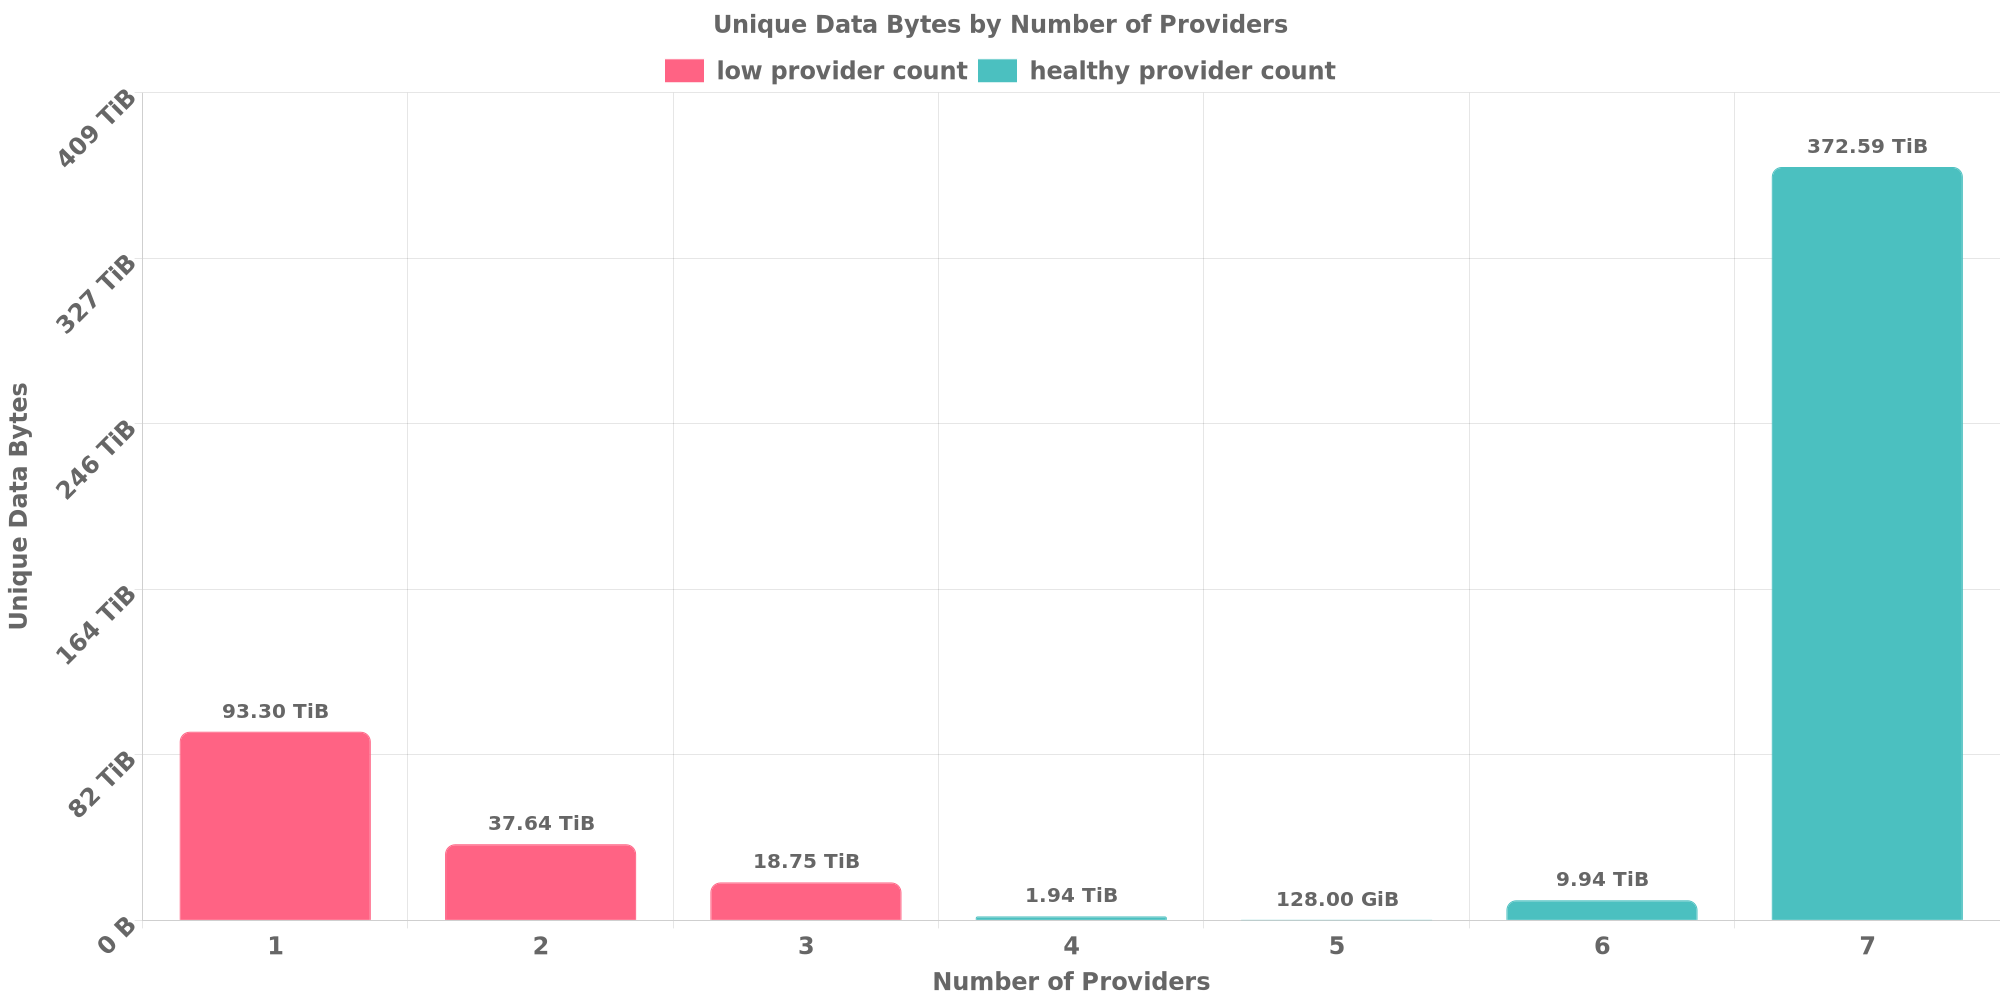 Unique Data Bytes by Number of Providers
low provider count healthy provider count
409 TiB
327 TiB
246 TiB
164 TiB
82 TiB
0 B
Unique Data Bytes
93.30 TiB
37.64 TiB
18.75 TiB
1.94 TiB
128.00 GiB
9.94 TiB
372.59 TiB
1 2 3 4 5 6 7
Number of Providers